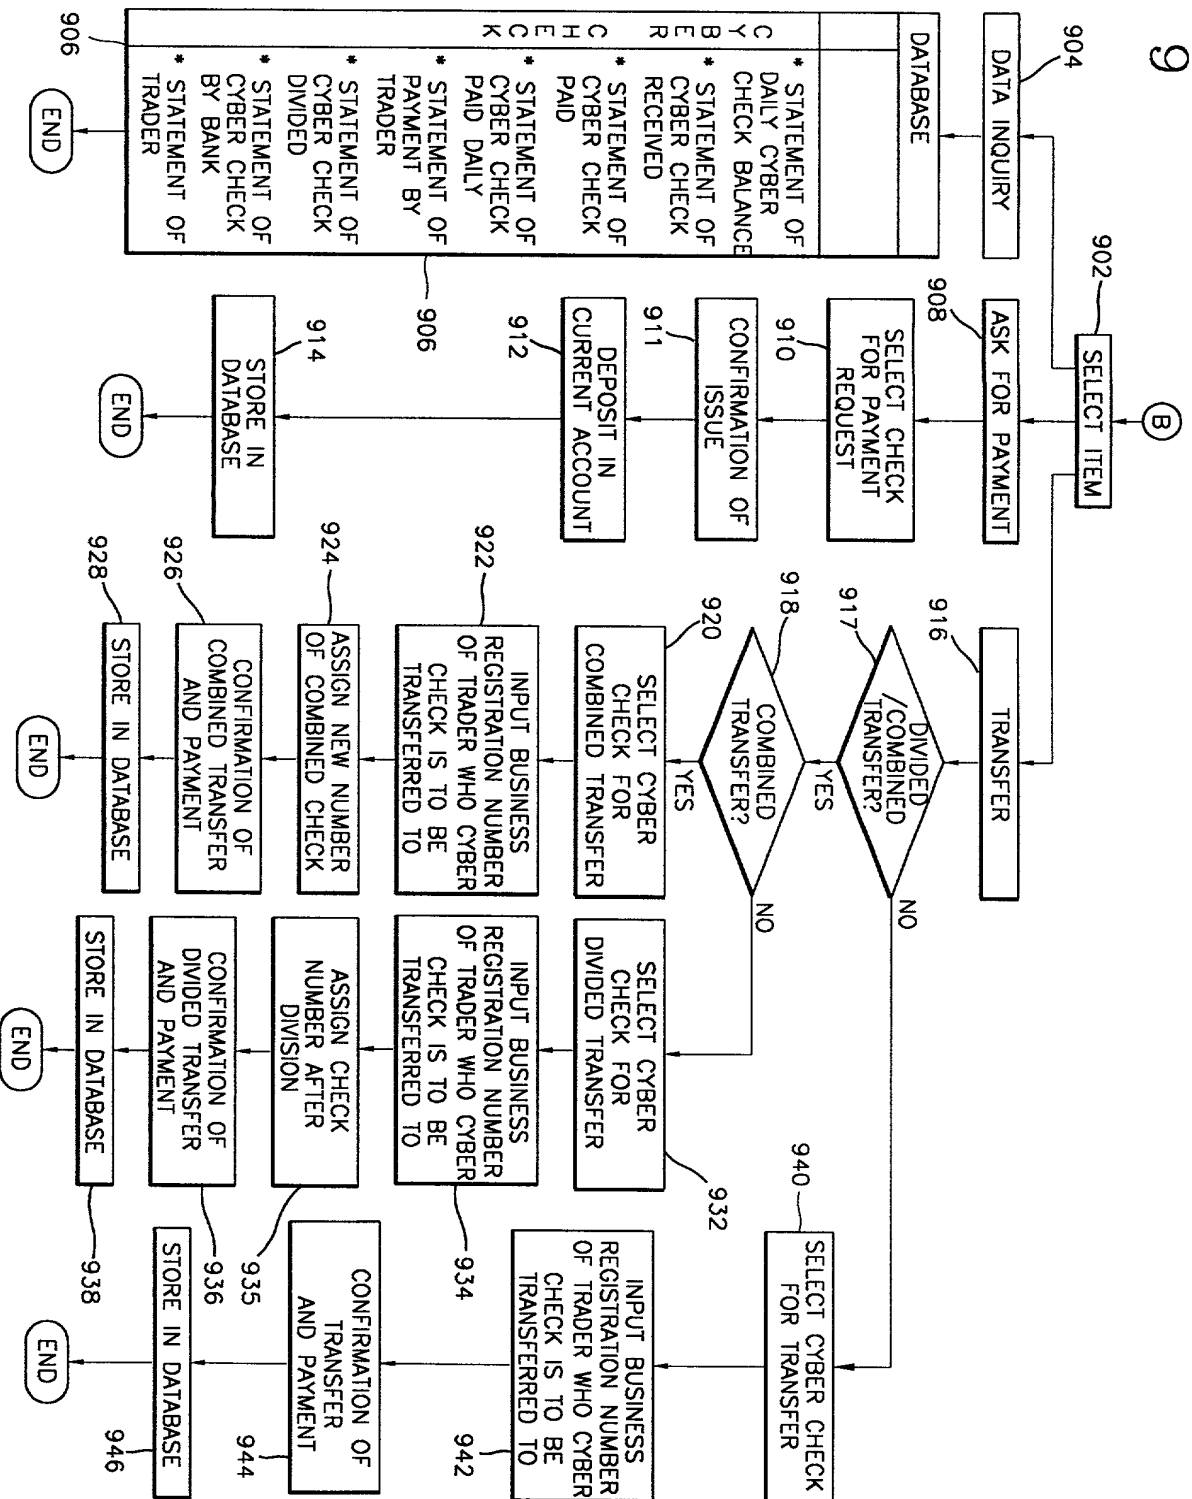 9
B
902
SELECT ITEM
904
DATA INQUIRY
DATABASE
CYBER CHECK
* STATEMENT OF
DAILY CYBER
CHECK BALANCE
* STATEMENT OF
CYBER CHECK
RECEIVED
* STATEMENT OF
CYBER CHECK
PAID
* STATEMENT OF
CYBER CHECK
PAID DAILY
* STATEMENT OF
PAYMENT BY
TRADER
* STATEMENT OF
CYBER CHECK
DIVIDED
* STATEMENT OF
CYBER CHECK
BY BANK
* STATEMENT OF
TRADER
906
906
END
908
ASK FOR PAYMENT
910
SELECT CHECK
FOR PAYMENT
REQUEST
911
CONFIRMATION OF
ISSUE
912
DEPOSIT IN
CURRENT ACCOUNT
914
STORE IN
DATABASE
END
916
TRANSFER
917
DIVIDED
/COMBINED
TRANSFER?
YES
NO
918
COMBINED
TRANSFER?
YES
NO
920
SELECT CYBER
CHECK FOR
COMBINED TRANSFER
922
INPUT BUSINESS
REGISTRATION NUMBER
OF TRADER WHO CYBER
CHECK IS TO BE
TRANSFERRED TO
924
ASSIGN NEW NUMBER
OF COMBINED CHECK
926
CONFIRMATION OF
COMBINED TRANSFER
AND PAYMENT
928
STORE IN DATABASE
END
SELECT CYBER
CHECK FOR
DIVIDED TRANSFER
932
INPUT BUSINESS
REGISTRATION NUMBER
OF TRADER WHO CYBER
CHECK IS TO BE
TRANSFERRED TO
934
ASSIGN CHECK
NUMBER AFTER
DIVISION
935
CONFIRMATION OF
DIVIDED TRANSFER
AND PAYMENT
936
STORE IN DATABASE
938
END
940
SELECT CYBER CHECK
FOR TRANSFER
INPUT BUSINESS
REGISTRATION NUMBER
OF TRADER WHO CYBER
CHECK IS TO BE
TRANSFERRED TO
942
CONFIRMATION OF
TRANSFER
AND PAYMENT
944
STORE IN DATABASE
946
END